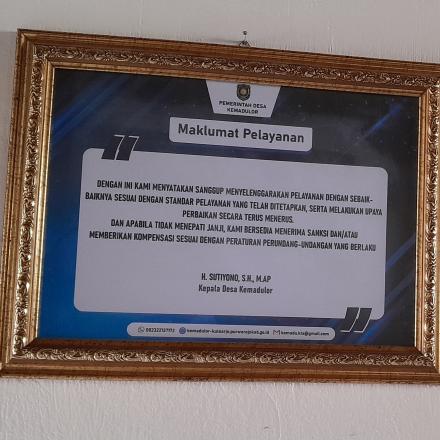 PEMERINTAH DESA
KEMADULOR
Maklumat Pelayanan
DENGAN INI KAMI MENYATAKAN SANGGUP MENYELENGGARAKAN PELAYANAN DENGAN SEBAIK-
BAIKNYA SESUAI DENGAN STANDAR PELAYANAN YANG TELAH DITETAPKAN, SERTA MELAKUKAN UPAYA
PERBAIKAN SECARA TERUS MENERUS.
DAN APABILA TIDAK MENEPATI JANJI, KAMI BERSEDIA MENERIMA SANKSI DAN/ATAU
MEMBERIKAN KOMPENSASI SESUAI DENGAN PERATURAN PERUNDANG-UNDANGAN YANG BERLAKU
H. SUTIYONO, S.H., M.AP
Kepala Desa Kemadulor